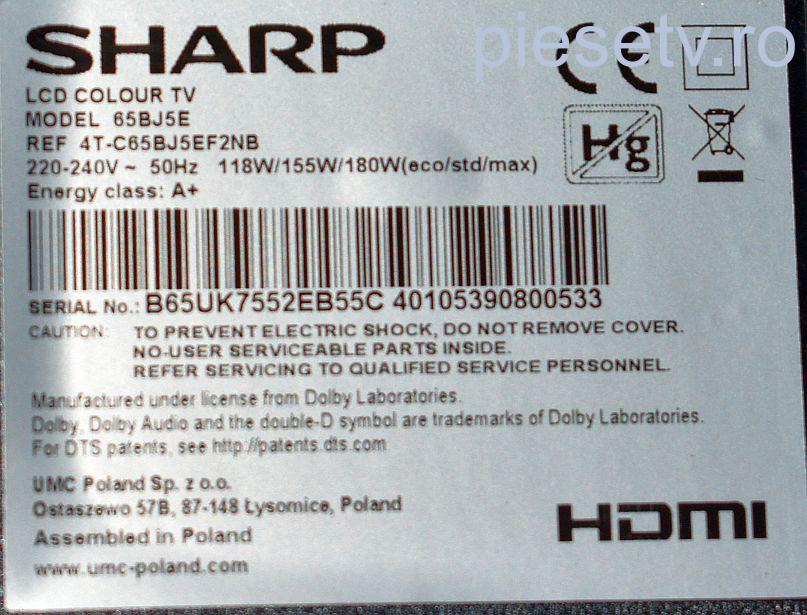 SHARP
piesetv.ro
CE
LCD COLOUR TV
MODEL 65BJ5E
REF 4T-C65BJ5EF2NB
220-240V ~ 50Hz 118W/155W/180W(eco/std/max)
Energy class: A+
Hg
SERIAL No.: B65UK7552EB55C 40105390800533
CAUTION: TO PREVENT ELECTRIC SHOCK, DO NOT REMOVE COVER.
NO-USER SERVICEABLE PARTS INSIDE.
REFER SERVICING TO QUALIFIED SERVICE PERSONNEL.
Manufactured under license from Dolby Laboratories.
Dolby, Dolby Audio and the double-D symbol are trademarks of Dolby Laboratories.
For DTS patents, see http://patents.dts.com
UMC Poland Sp. z o.o.
Ostaszewo 57B, 87-148 Łysomice, Poland
Assembled in Poland
www.umc-poland.com
HDMI